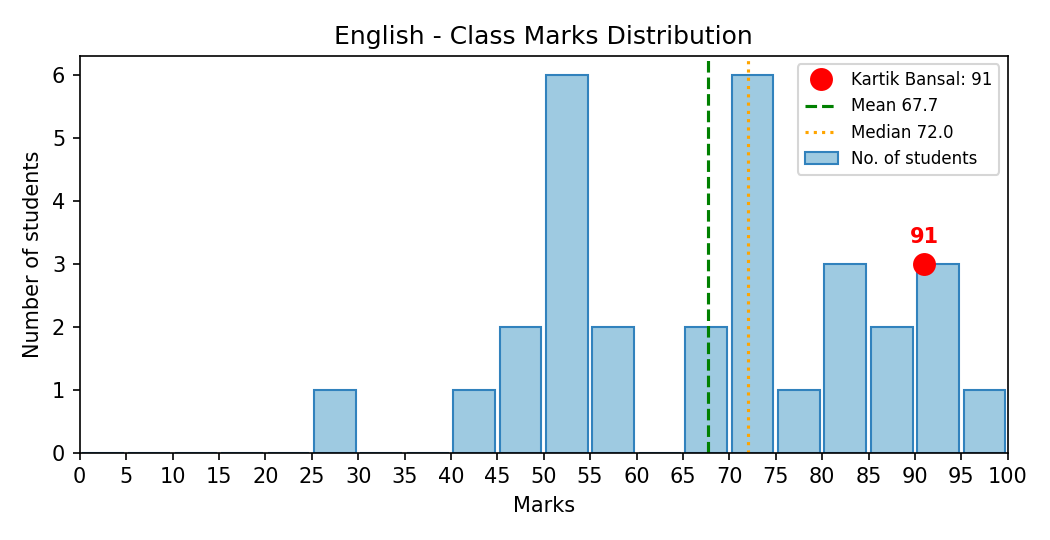 English - Class Marks Distribution
Kartik Bansal: 91
Mean 67.7
Median 72.0
No. of students
91
Number of students
6
5
4
3
2
1
0
0 5 10 15 20 25 30 35 40 45 50 55 60 65 70 75 80 85 90 95 100
Marks